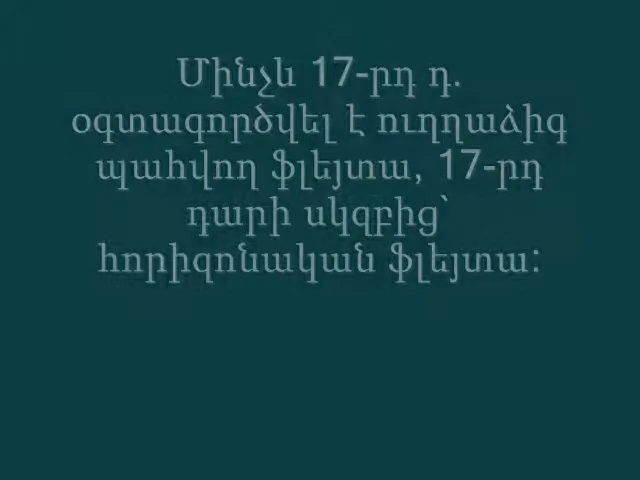 Մինչև 17-րդ դ.
օգտագործվել է ուղղաձիգ
պահվող ֆլեյտա, 17-րդ
դարի սկզբից՝
հորիզոնական ֆլեյտա: